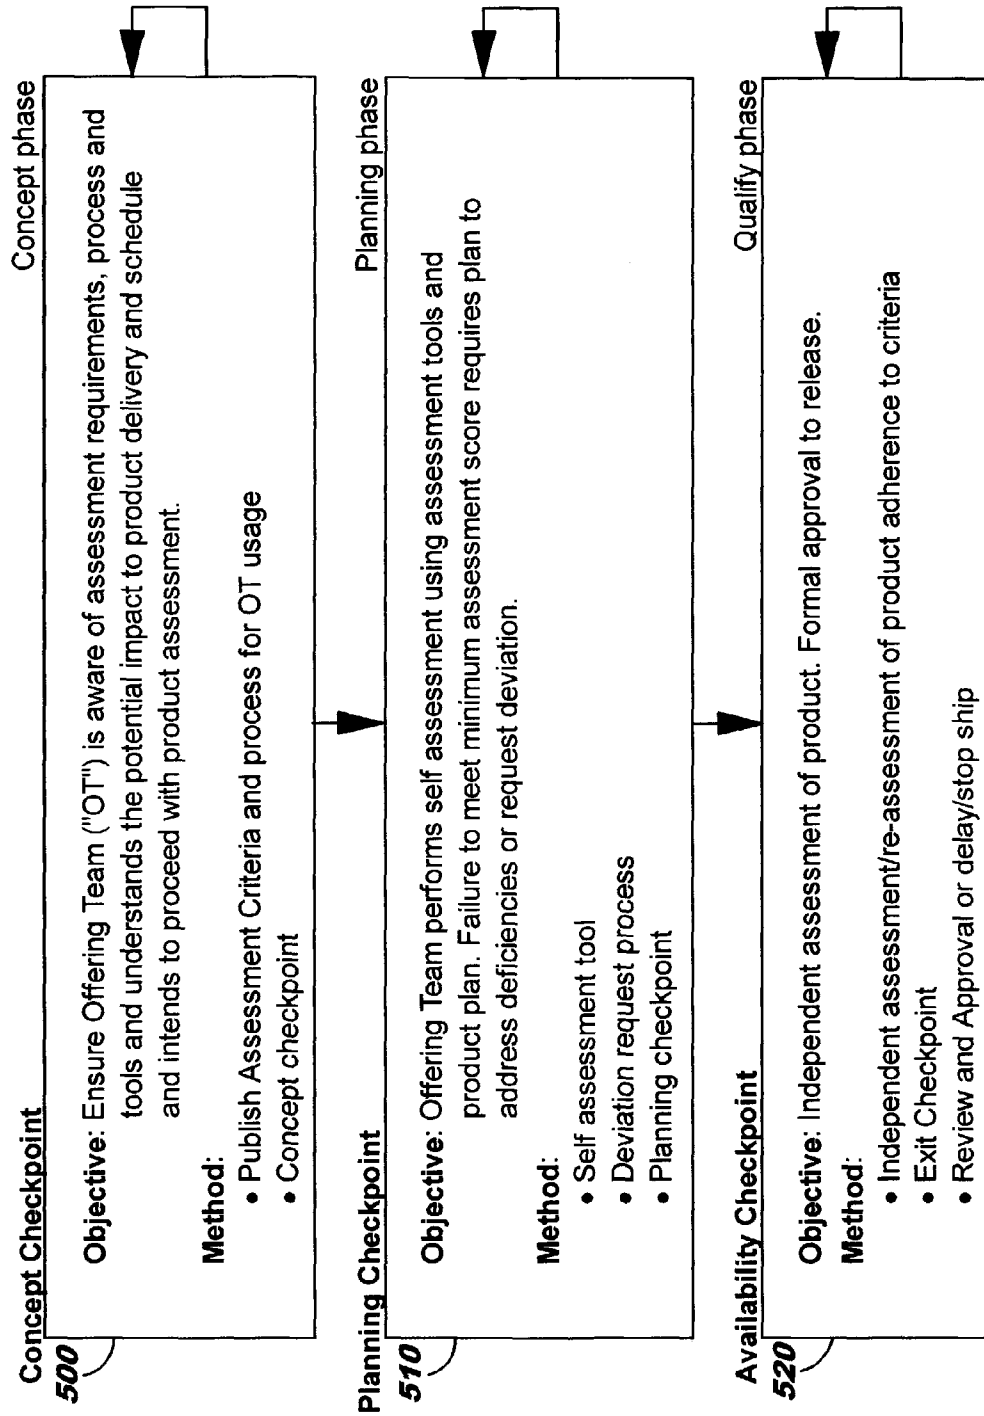 Concept Checkpoint
Concept phase
500
Objective: Ensure Offering Team ("OT") is aware of assessment requirements, process and
tools and understands the potential impact to product delivery and schedule
and intends to proceed with product assessment.
Method:
• Publish Assessment Criteria and process for OT usage
• Concept checkpoint
Planning Checkpoint
Planning phase
510
Objective: Offering Team performs self assessment using assessment tools and
product plan. Failure to meet minimum assessment score requires plan to
address deficiencies or request deviation.
Method:
• Self assessment tool
• Deviation request process
• Planning checkpoint
Availability Checkpoint
Qualify phase
520
Objective: Independent assessment of product. Formal approval to release.
Method:
• Independent assessment/re-assessment of product adherence to criteria
• Exit Checkpoint
• Review and Approval or delay/stop ship